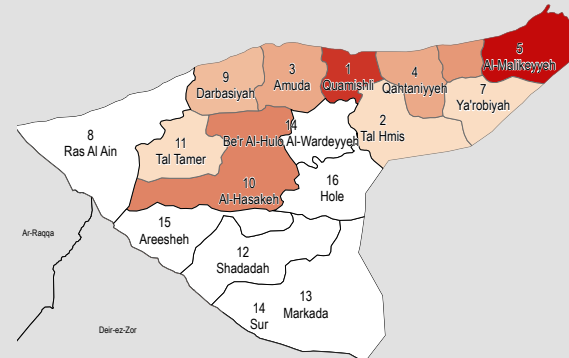 5
Al-Malikeyyeh
1
Quamishli
3
Amuda
4
Qahtaniyyeh
9
Darbasiyah
7
Ya'robiyah
2
Tal Hmis
14
Be'r Al-Hulo Al-Wardeyyeh
8
Ras Al Ain
11
Tal Tamer
10
Al-Hasakeh
16
Hole
15
Areesheh
Ar-Raqqa
12
Shadadah
13
Markada
14
Sur
Deir-ez-Zor